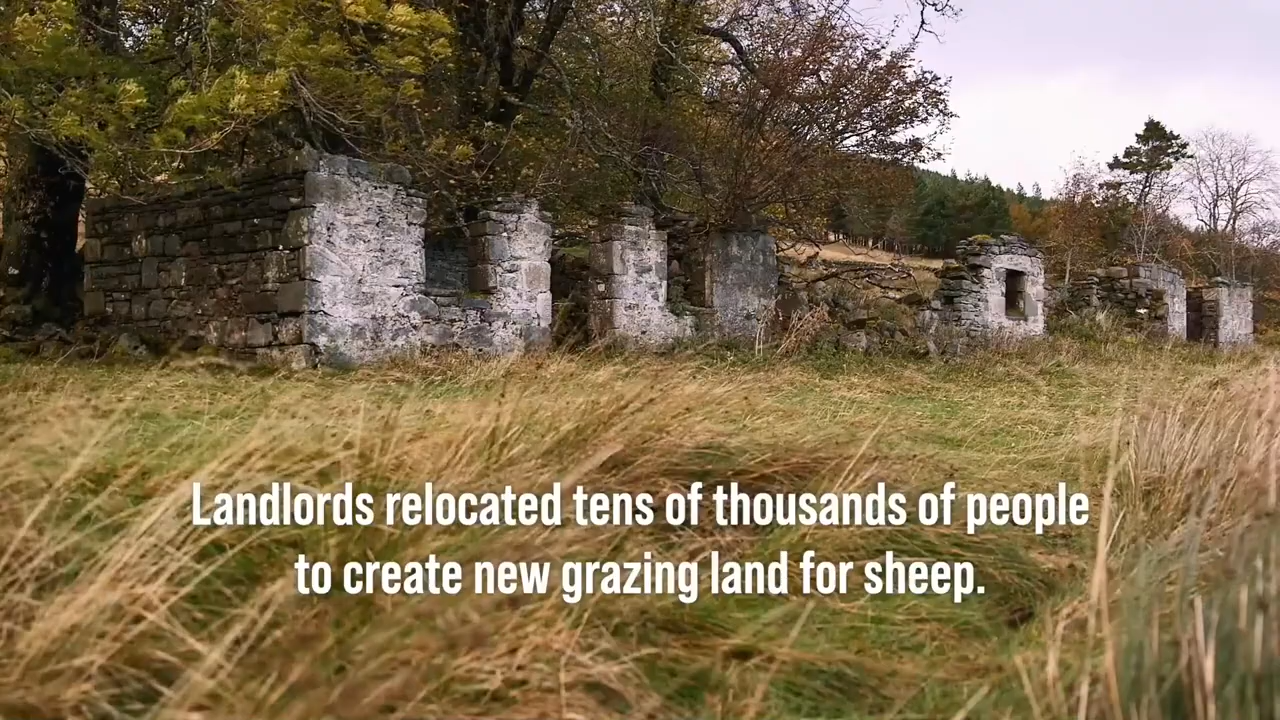 Landlords relocated tens of thousands of people
to create new grazing land for sheep.